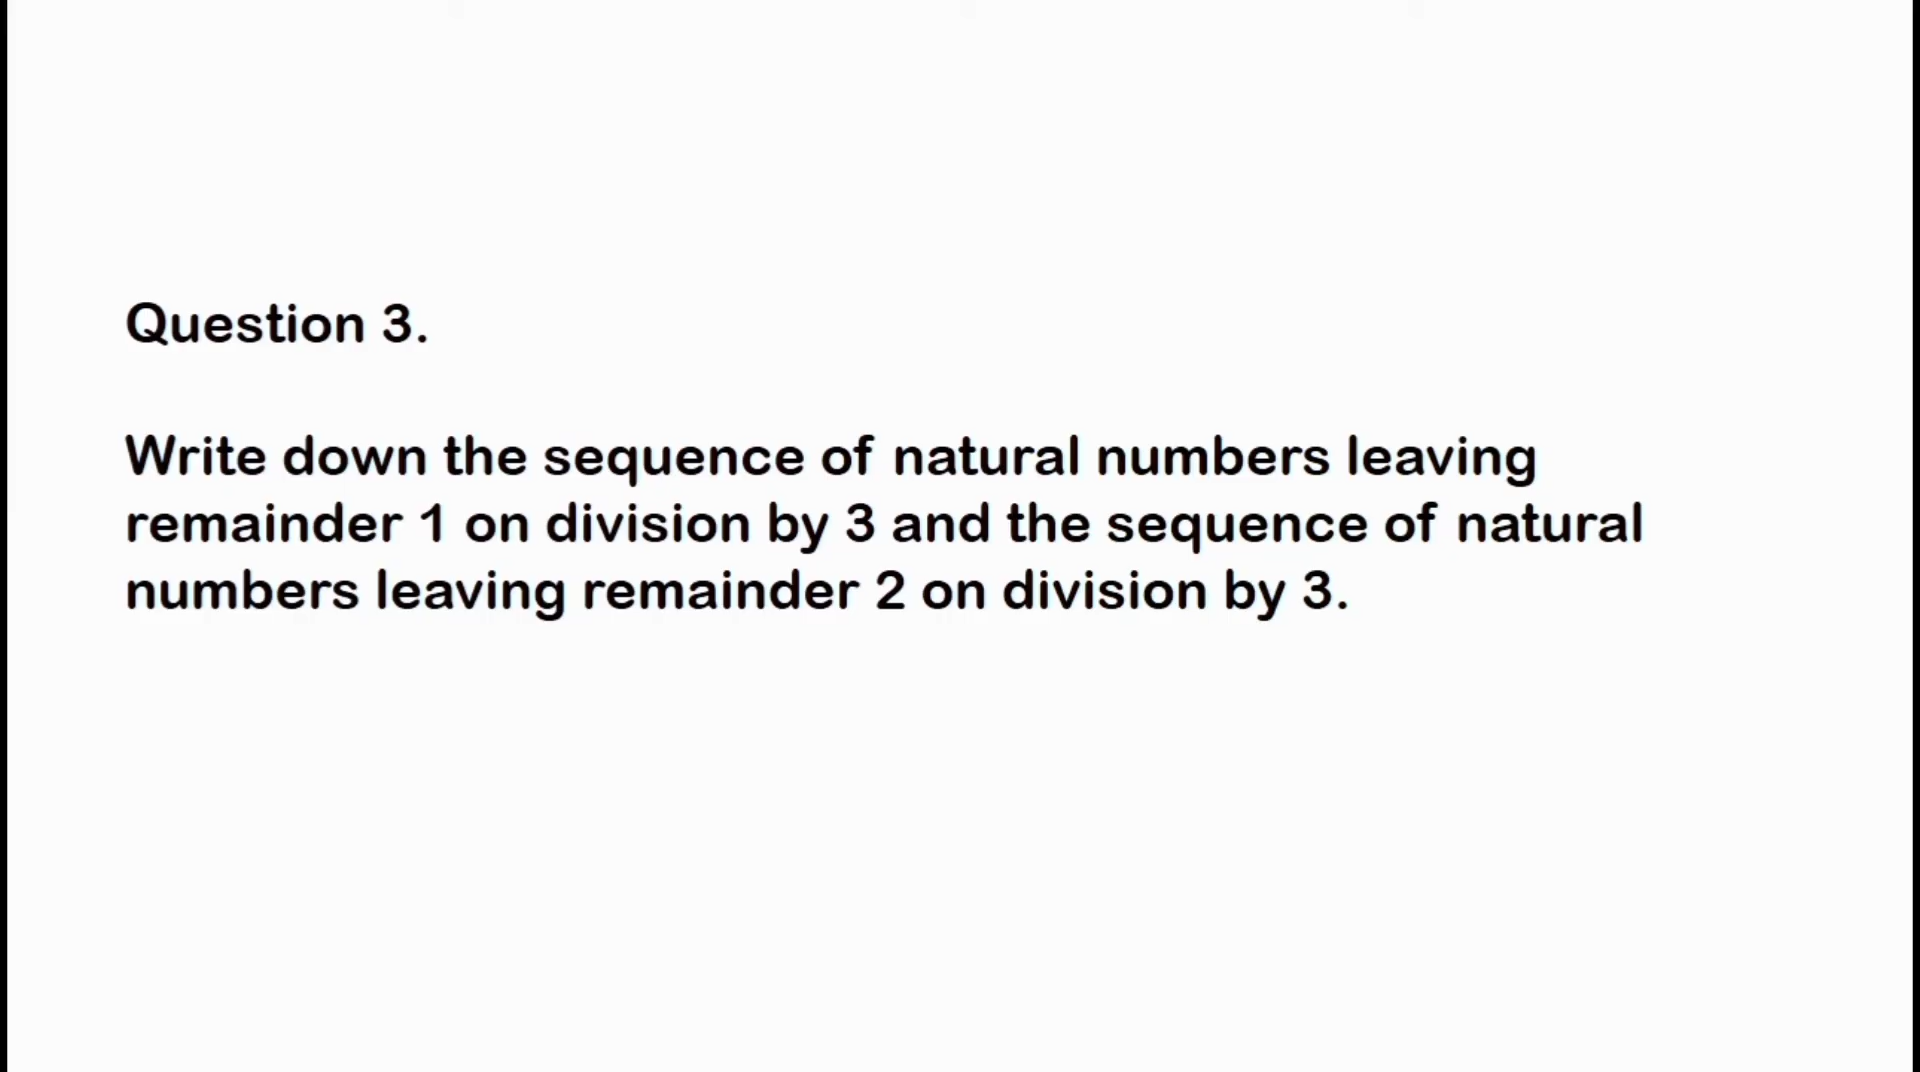 Question 3.
Write down the sequence of natural numbers leaving
remainder 1 on division by 3 and the sequence of natural
numbers leaving remainder 2 on division by 3.